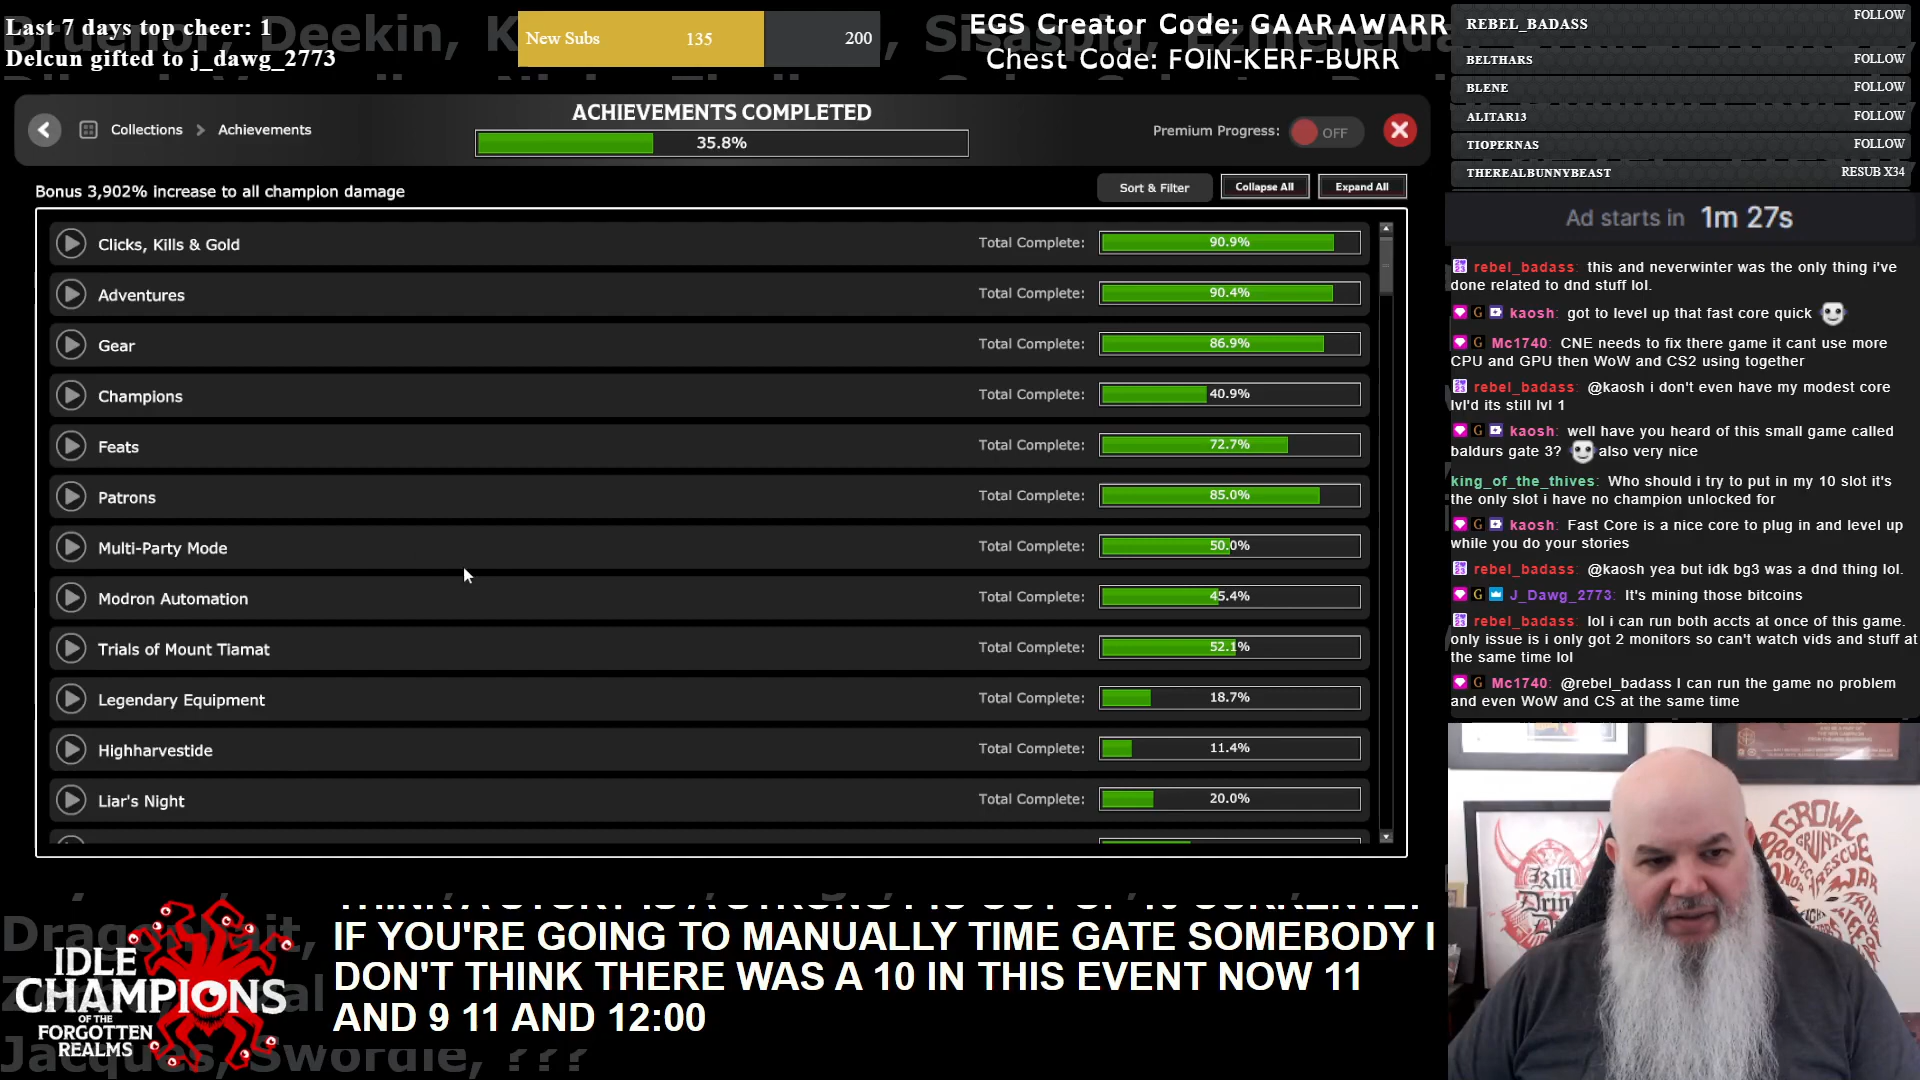 Last 7 days top cheer: 1
Delcun gifted to j_dawg_2773
New Subs 135 200
EGS Creator Code: GAARAWARR
Chest Code: FOIN-KERF-BURR
Collections > Achievements
ACHIEVEMENTS COMPLETED
35.8%
Premium Progress: OFF
Bonus 3,902% increase to all champion damage
Sort & Filter Collapse All Expand All
Clicks, Kills & Gold Total Complete: 90.9%
Adventures Total Complete: 90.4%
Gear Total Complete: 86.9%
Champions Total Complete: 40.9%
Feats Total Complete: 72.7%
Patrons Total Complete: 85.0%
Multi-Party Mode Total Complete: 50.0%
Modron Automation Total Complete: 45.4%
Trials of Mount Tiamat Total Complete: 52.1%
Legendary Equipment Total Complete: 18.7%
Highharvestide Total Complete: 11.4%
Liar's Night Total Complete: 20.0%
REBEL_BADASS FOLLOW
BELTHARS FOLLOW
BLENE FOLLOW
ALITAR13 FOLLOW
TIOPERNAS FOLLOW
THEREALBUNNYBEAST RESUB X34
Ad starts in 1m 27s
rebel_badass: this and neverwinter was the only thing i've
done related to dnd stuff lol.
kaosh: got to level up that fast core quick
Mc1740: CNE needs to fix there game it cant use more
CPU and GPU then WoW and CS2 using together
rebel_badass: @kaosh i don't even have my modest core
lvl'd its still lvl 1
kaosh: well have you heard of this small game called
baldurs gate 3? also very nice
king_of_the_thives: Who should i try to put in my 10 slot it's
the only slot i have no champion unlocked for
kaosh: Fast Core is a nice core to plug in and level up
while you do your stories
rebel_badass: @kaosh yea but idk bg3 was a dnd thing lol.
J_Dawg_2773: It's mining those bitcoins
rebel_badass: lol i can run both accts at once of this game.
only issue is i only got 2 monitors so can't watch vids and stuff at
the same time lol
Mc1740: @rebel_badass I can run the game no problem
and even WoW and CS at the same time
IDLE
CHAMPIONS
OF THE
FORGOTTEN
REALMS
IF YOU'RE GOING TO MANUALLY TIME GATE SOMEBODY I
DON'T THINK THERE WAS A 10 IN THIS EVENT NOW 11
AND 9 11 AND 12:00
Jacques, Swordie, ???
Kill
Drink
GROWL
GRUNT
PROTECT